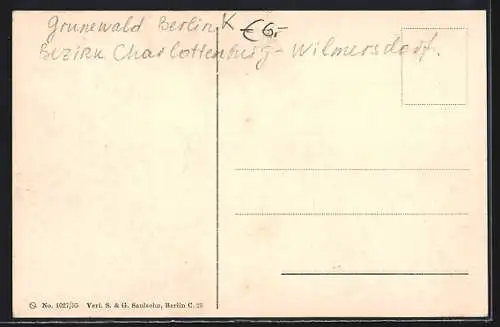 Grunewald Berlin K €6,-
Bezirk Charlottenburg-Wilmersdorf.
No. 1027/35 Verl. S. & G. Saulsohn, Berlin C. 25